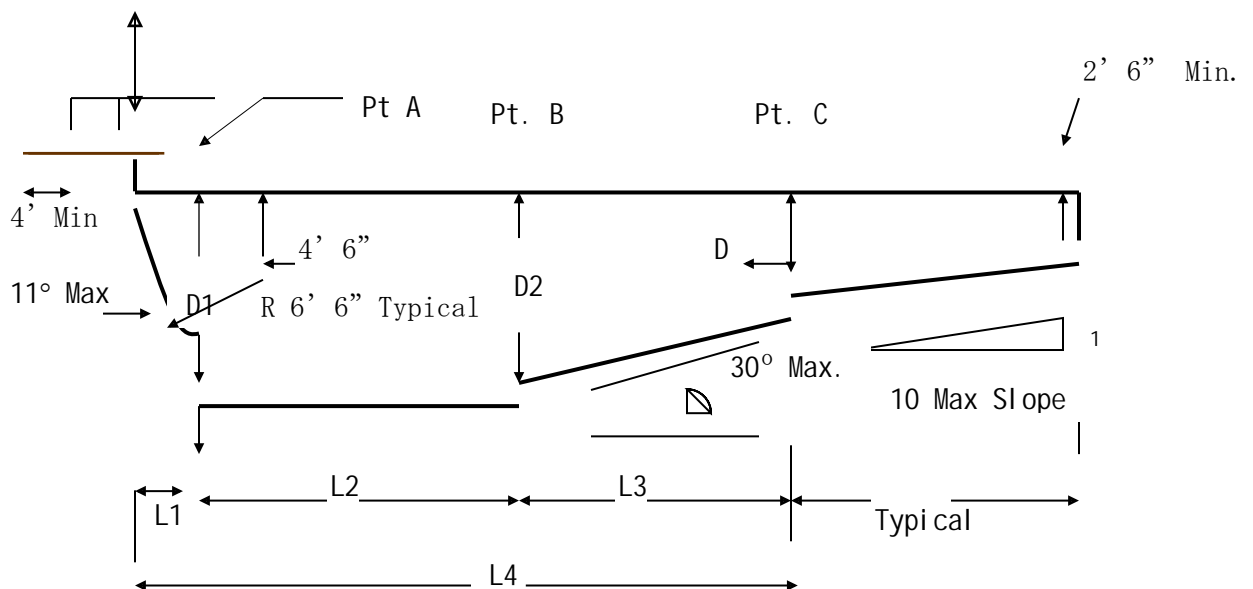 2' 6" Min.
Pt A
Pt. B
Pt. C
4' Min
4' 6"
D
11° Max
D1
R 6' 6" Typical
D2
30° Max.
1
10 Max Slope
L2
L3
L1
Typical
L4